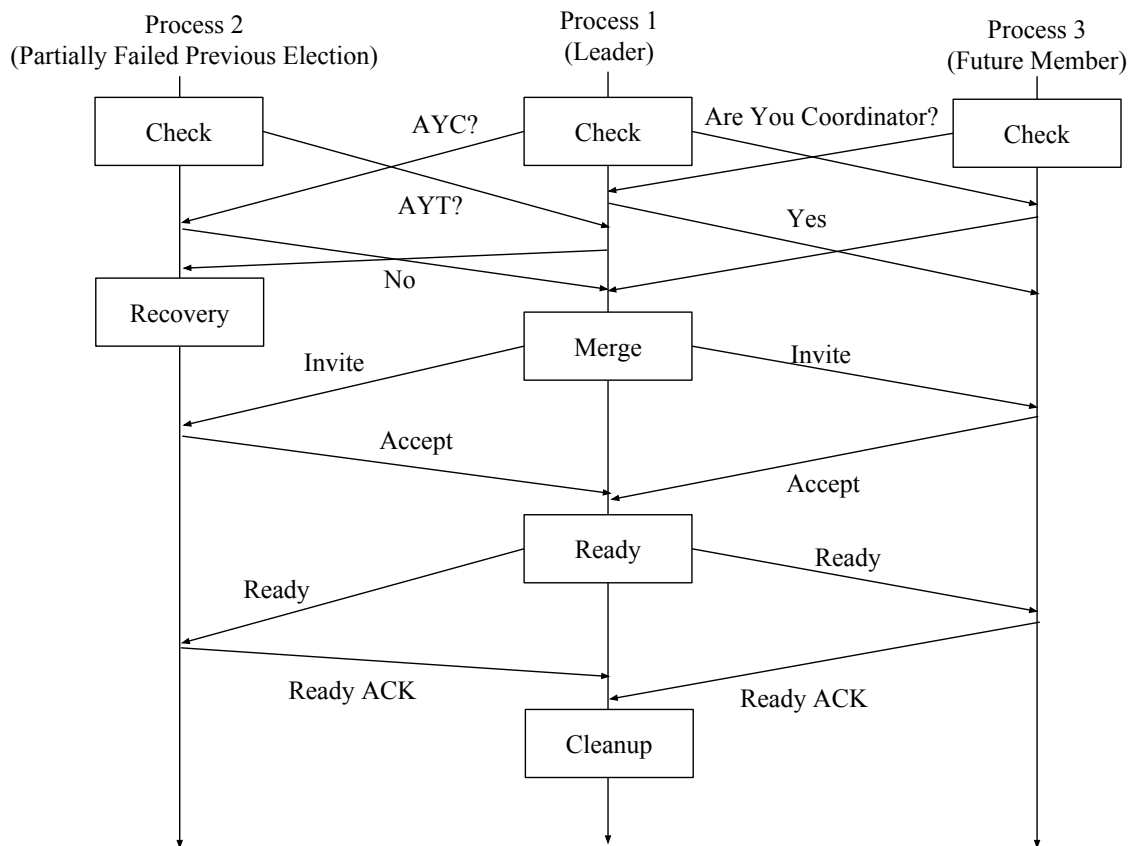 Process 2
(Partially Failed Previous Election)
Process 1
(Leader)
Process 3
(Future Member)
Check
AYC?
Check
Are You Coordinator?
Check
AYT?
Yes
No
Recovery
Merge
Invite
Invite
Accept
Accept
Ready
Ready
Ready
Ready ACK
Ready ACK
Cleanup